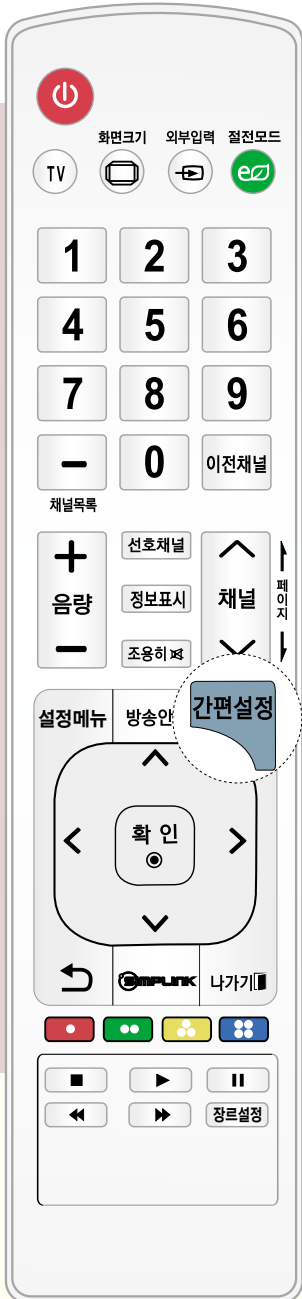 화면크기 외부입력 절전모드
TV
1 2 3
4 5 6
7 8 9
0 이전채널
채널목록
선호채널
음량 정보표시 채널 페이지
조용히
설정메뉴 방송안 간편설정
확인
SIMPLINK 나가기
장르설정